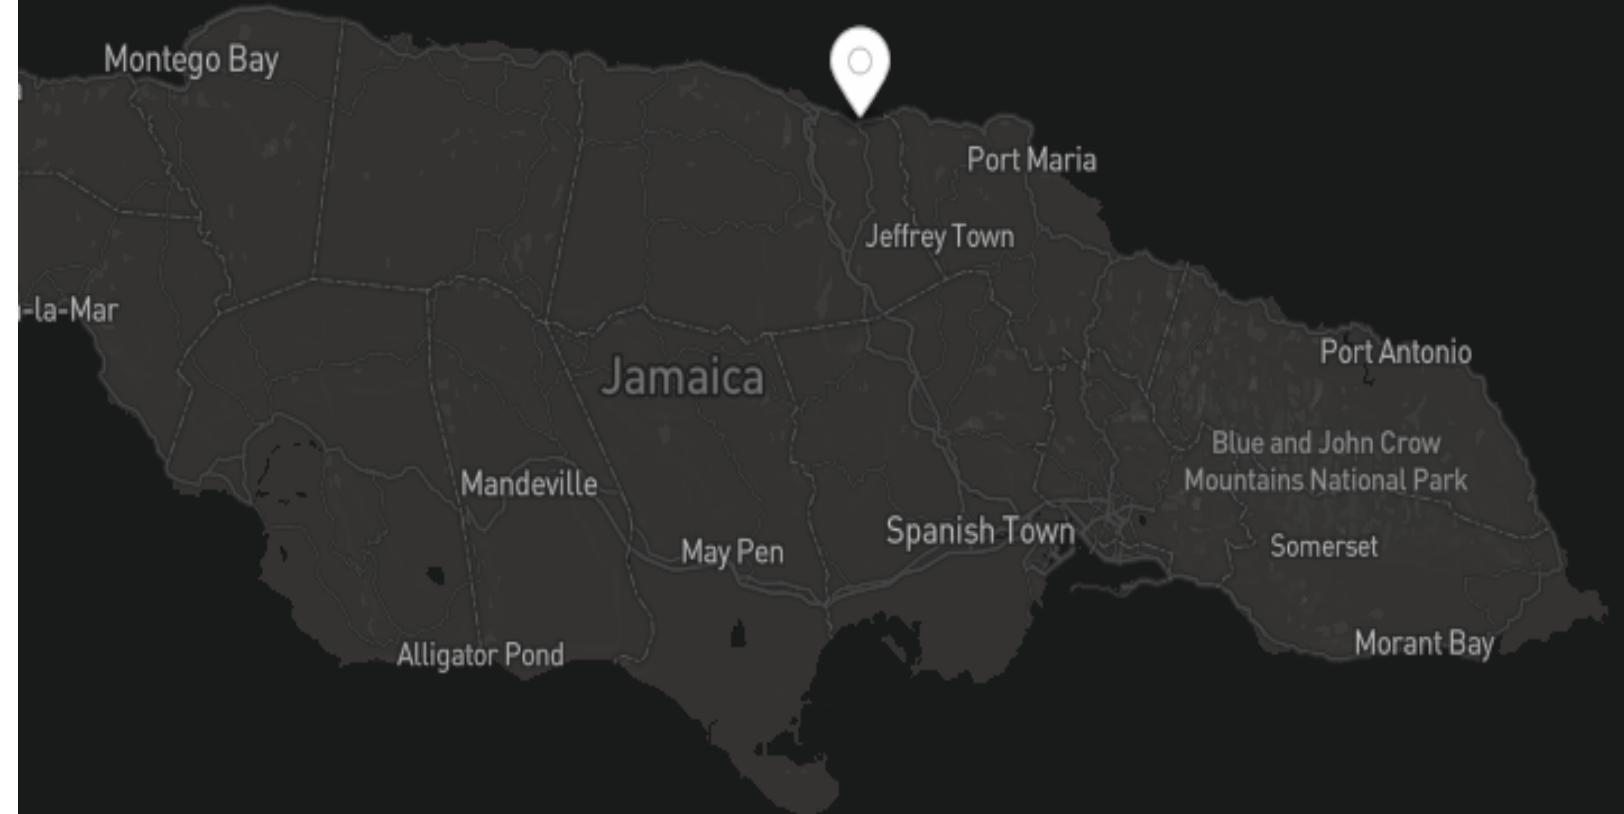 Montego Bay
Port Maria
Jeffrey Town
-la-Mar
Port Antonio
Jamaica
Blue and John Crow
Mountains National Park
Mandeville
Spanish Town
Somerset
May Pen
Morant Bay
Alligator Pond